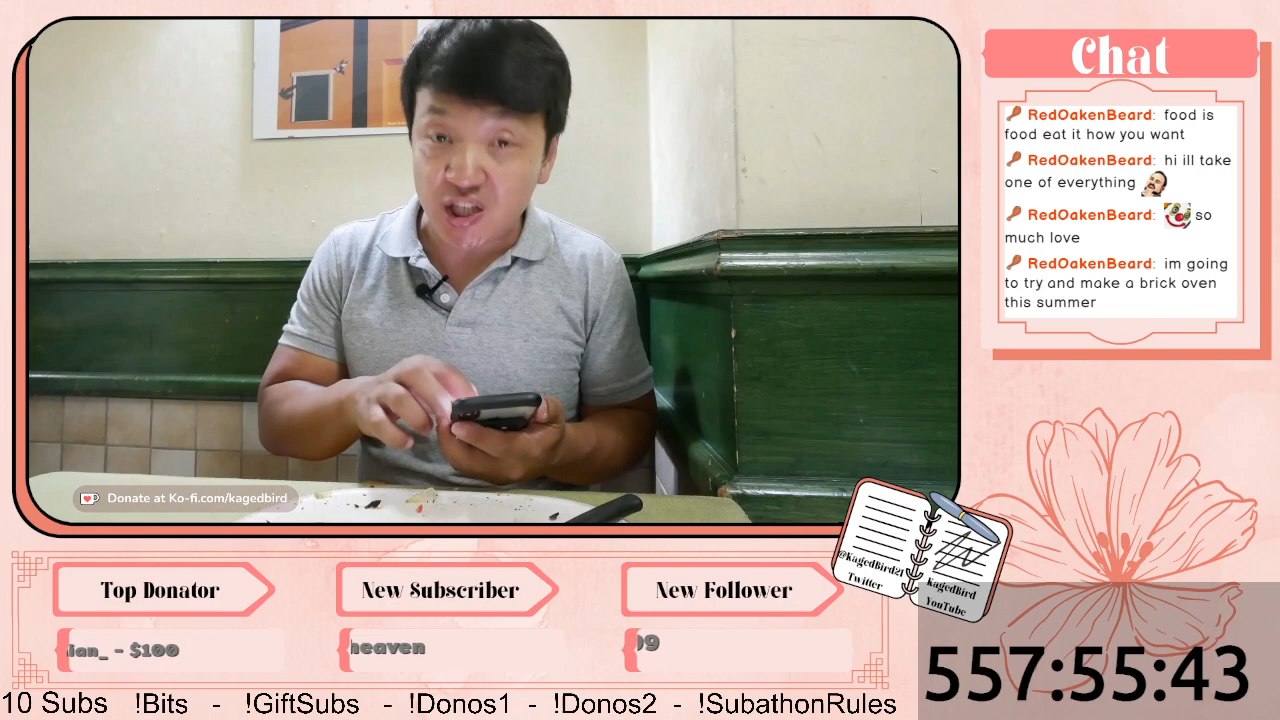 Chat
RedOakenBeard: food is
food eat it how you want
RedOakenBeard: hi ill take
one of everything
RedOakenBeard: so
much love
RedOakenBeard: im going
to try and make a brick oven
this summer
Donate at Ko-fi.com/kagedbird
@KagedBird21
Twitter
KagedBird
YouTube
Top Donator
New Subscriber
New Follower
ian_ - $100
heaven
99
557:55:43
10 Subs !Bits - !GiftSubs - !Donos1 - !Donos2 - !SubathonRules